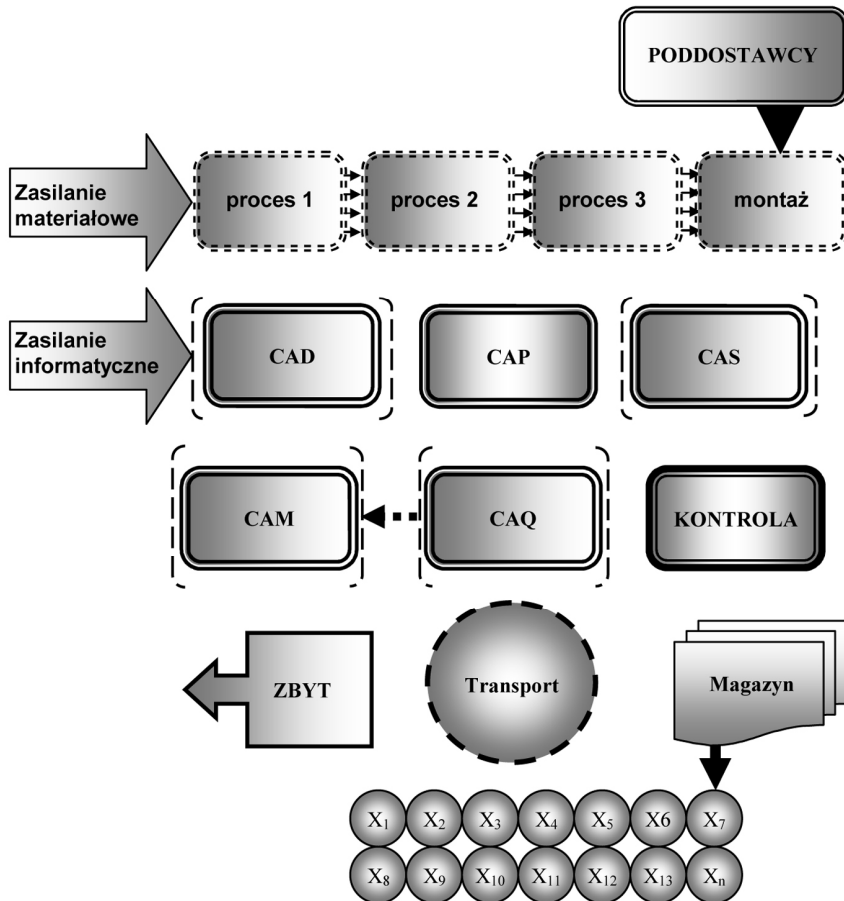 PODDOSTAWCY
Zasilanie
materiałowe
proces 1
proces 2
proces 3
montaż
Zasilanie
informatyczne
CAD
CAP
CAS
CAM
CAQ
KONTROLA
ZBYT
Transport
Magazyn
X₁ X₂ X₃ X₄ X₅ X6 X₇
X₈ X₉ X₁₀ X₁₁ X₁₂ X₁₃ Xₙ